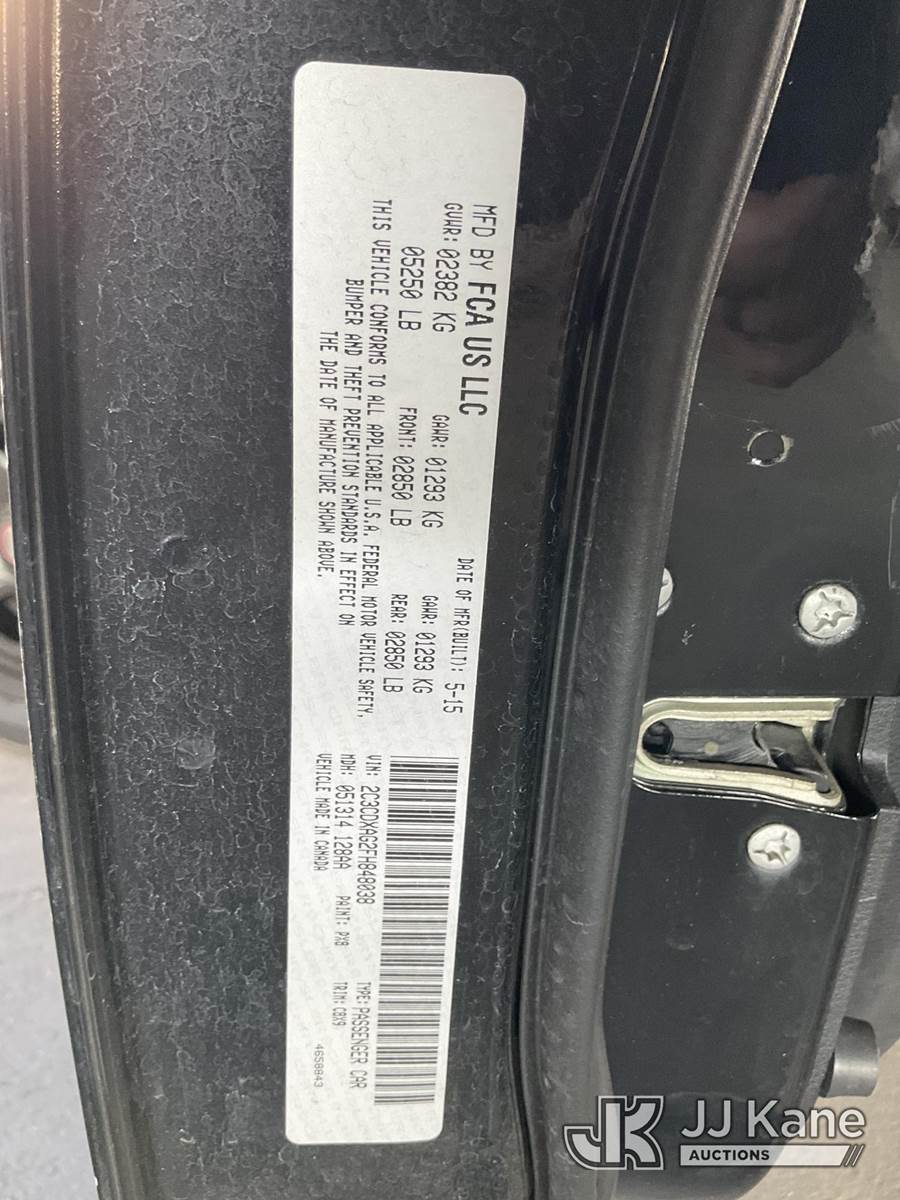 MFD BY FCA US LLC
DATE OF MFR(BUILT): 5-15
GVWR: 02382 KG GAWR: 01293 KG GAWR: 01293 KG
05250 LB FRONT: 02850 LB REAR: 02850 LB
THIS VEHICLE CONFORMS TO ALL APPLICABLE U.S.A. FEDERAL MOTOR VEHICLE SAFETY,
BUMPER AND THEFT PREVENTION STANDARDS IN EFFECT ON
THE DATE OF MANUFACTURE SHOWN ABOVE.
VIN: 2C3CDXAG2FH848038 TYPE: PASSENGER CAR
MDH: 051314 128AA PAINT: PX8 TRIM: C8X9
VEHICLE MADE IN CANADA
4658843
JK JJ Kane
AUCTIONS